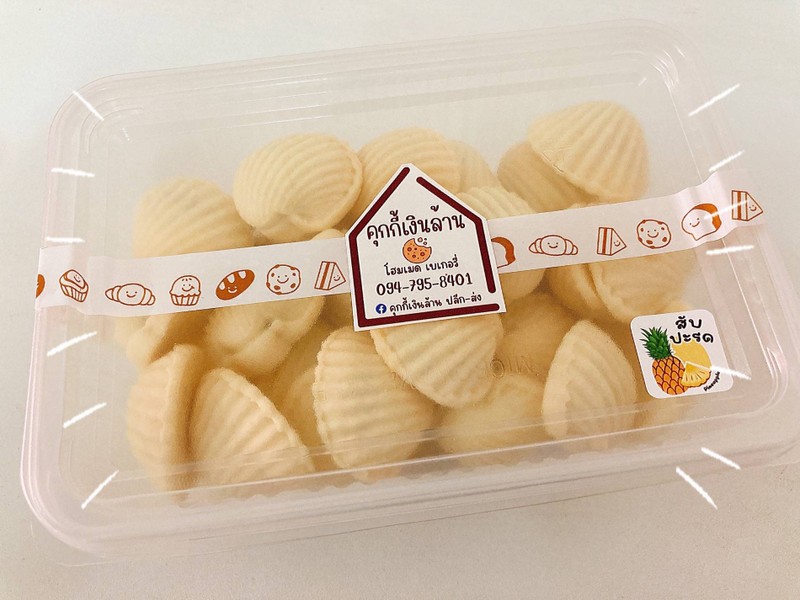 คุกกี้เงินล้าน
โฮมเมด เบเกอรี่
094-795-8401
คุกกี้เงินล้าน ปลีก-ส่ง
สับ
ปะรด
Pineapple